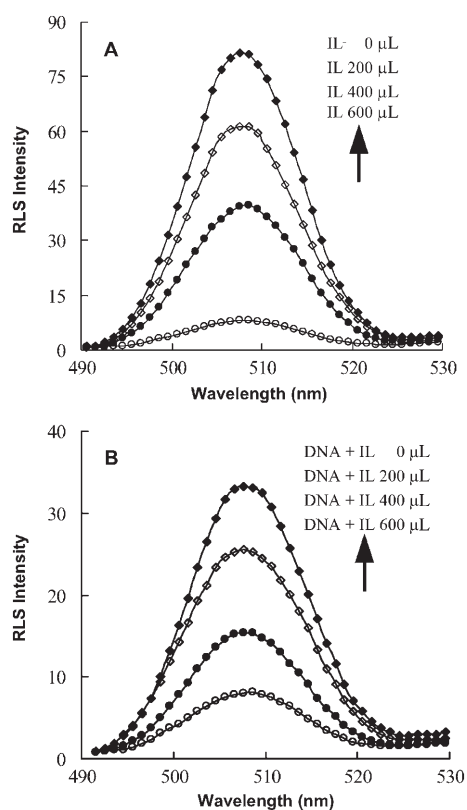 90
75
60
45
30
15
0
RLS Intensity
A
IL- 0 µL
IL 200 µL
IL 400 µL
IL 600 µL
490 500 510 520 530
Wavelength (nm)
40
30
20
10
0
RLS Intensity
B
DNA + IL 0 µL
DNA + IL 200 µL
DNA + IL 400 µL
DNA + IL 600 µL
490 500 510 520 530
Wavelength (nm)